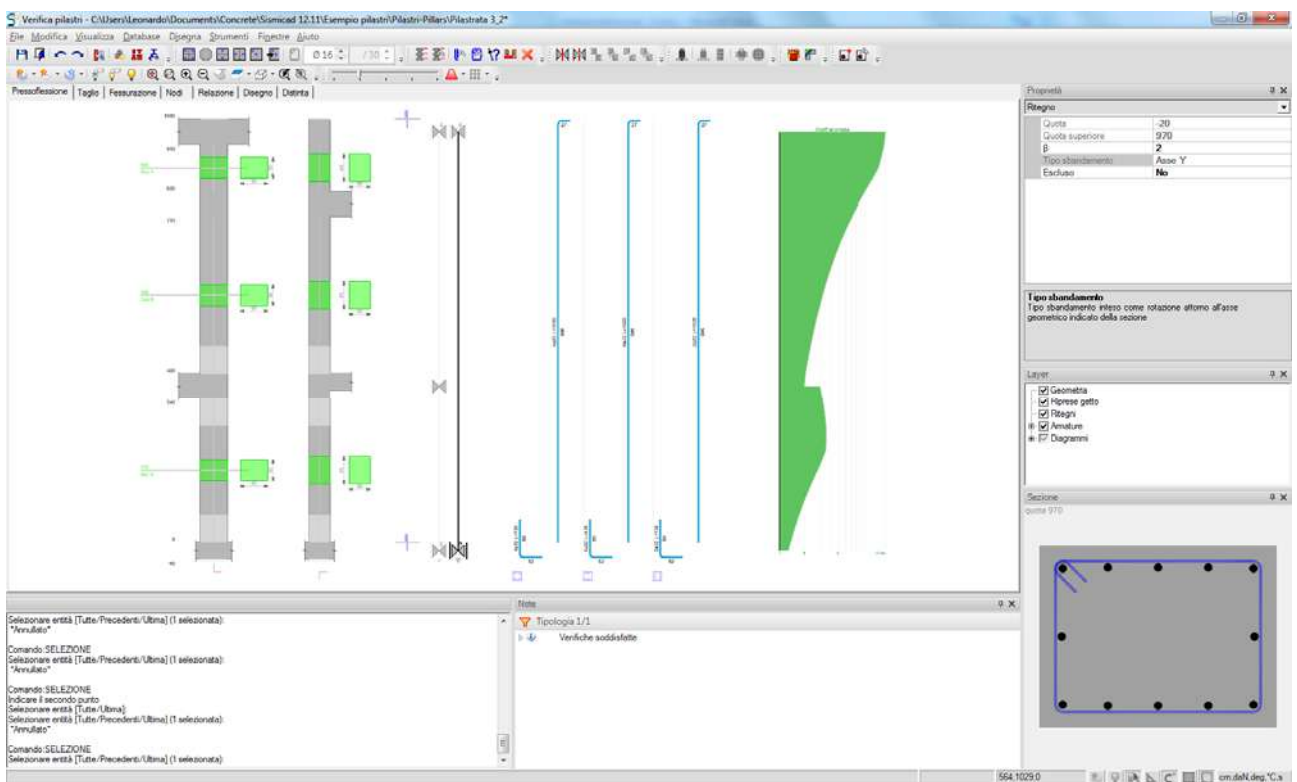 Verifica pilastri - C:\Users\Leonardo\Documents\Concrete\Sismicad 12.11\Esempio pilastri\Pilastri-Pillars\Pilastrata 3_2*
File Modifica Visualizza Database Disegna Strumenti Finestre Aiuto
Ø 16
/ 30
Pressoflessione Taglio Fessurazione Nodi Relazione Disegno Distinta
Proprietà
Ritegno
Quota -20
Quota superiore 970
β 2
Tipo sbandamento Asse Y
Escluso No
Tipo sbandamento
Tipo sbandamento inteso come rotazione attorno all'asse
geometrico indicato della sezione
Layer
Geometria
Riprese getto
Ritegni
Armature
Diagrammi
Sezione
quota 970
Selezionare entità [Tutte/Precedenti/Ultima] (1 selezionata):
"Annullato"
Comando:SELEZIONE
Selezionare entità [Tutte/Precedenti/Ultima] (1 selezionata):
"Annullato"
Comando:SELEZIONE
Indicare il secondo punto
Selezionare entità [Tutte/Ultima]:
Selezionare entità [Tutte/Precedenti/Ultima] (1 selezionata):
"Annullato"
Comando:SELEZIONE
Selezionare entità [Tutte/Precedenti/Ultima] (1 selezionata):
Note
Tipologia 1/1
Verifiche soddisfatte
564,1029.0
cm,daN,deg,°C,s